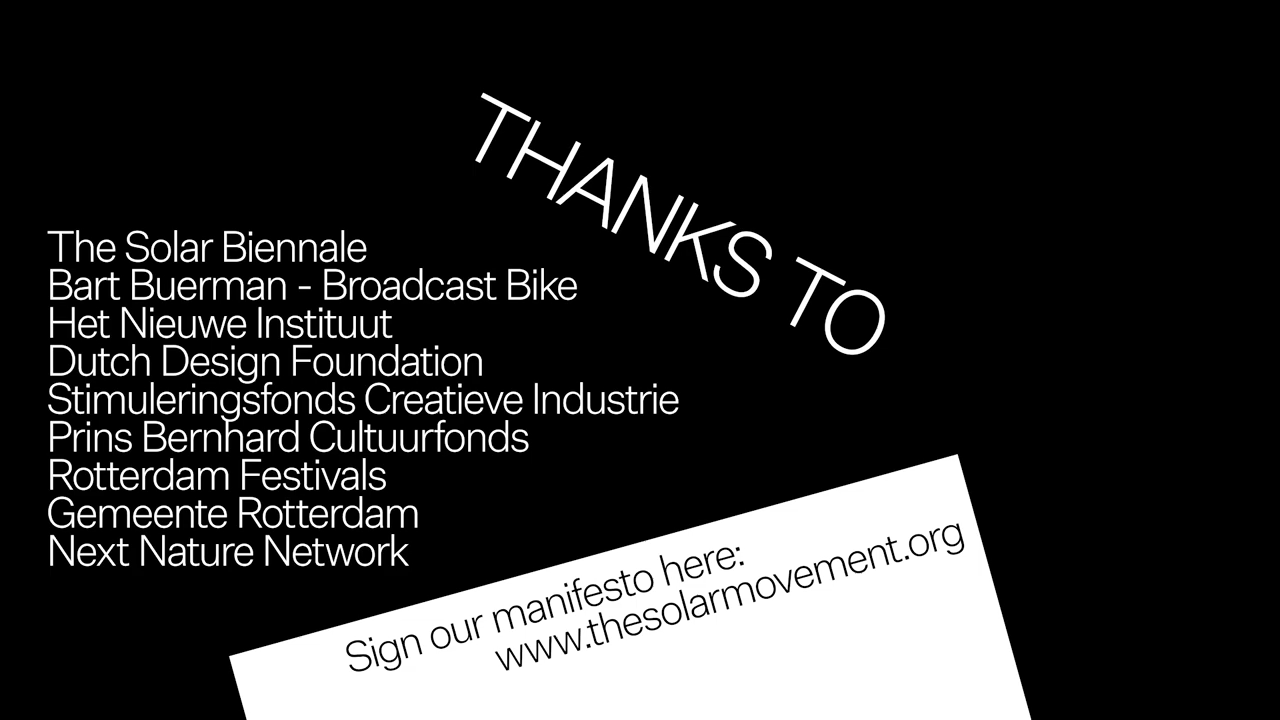 THANKS TO
The Solar Biennale
Bart Buerman - Broadcast Bike
Het Nieuwe Instituut
Dutch Design Foundation
Stimuleringsfonds Creatieve Industrie
Prins Bernhard Cultuurfonds
Rotterdam Festivals
Gemeente Rotterdam
Next Nature Network
Sign our manifesto here:
www.thesolarmovement.org